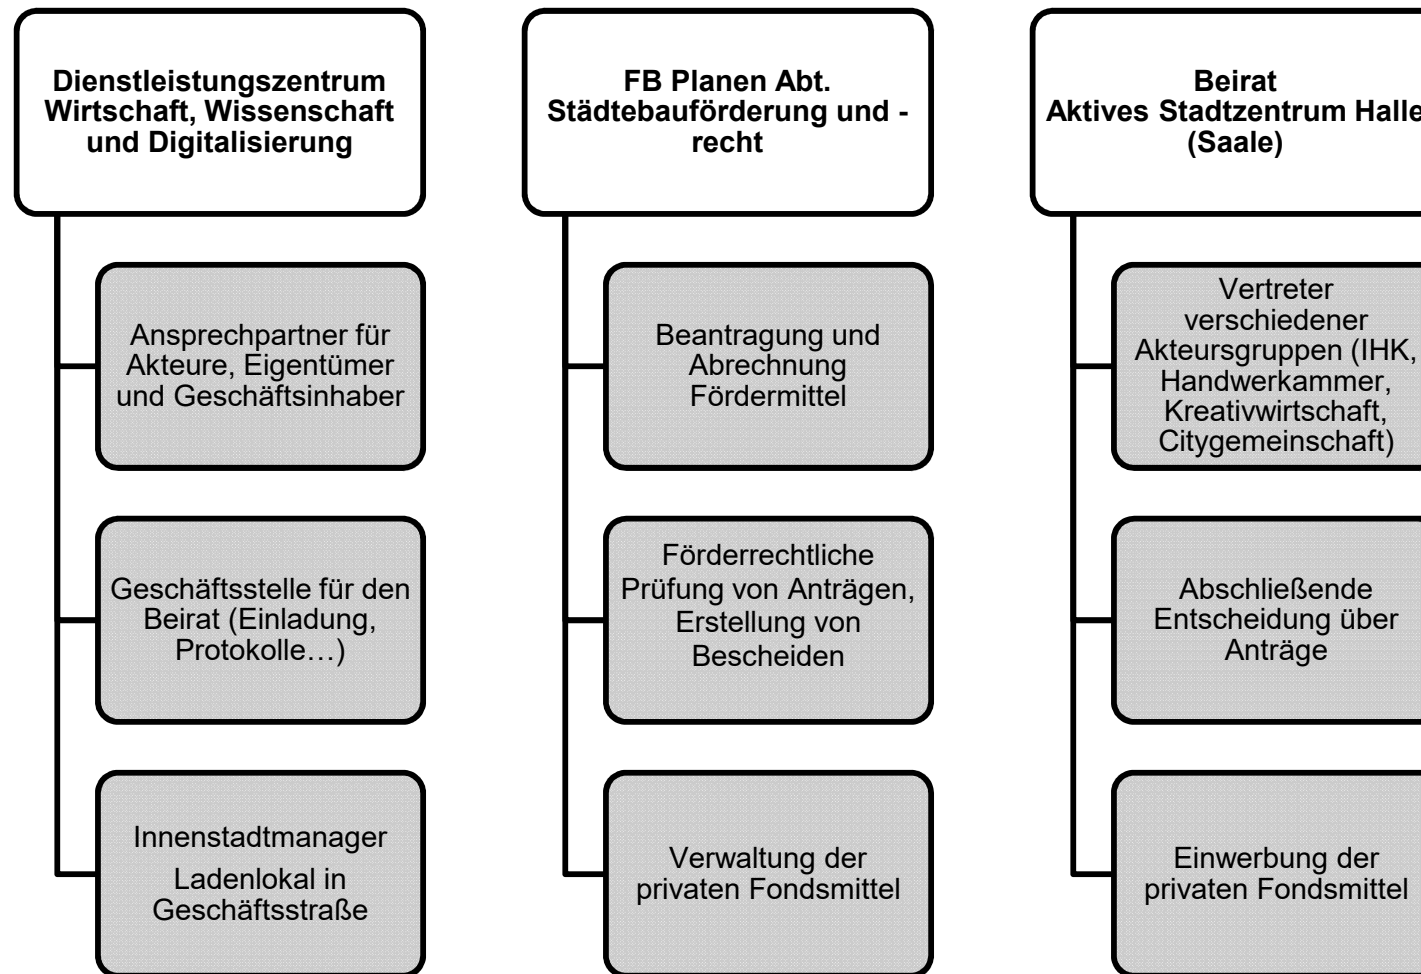 Dienstleistungszentrum
Wirtschaft, Wissenschaft
und Digitalisierung
Ansprechpartner für
Akteure, Eigentümer
und Geschäftsinhaber
Geschäftsstelle für den
Beirat (Einladung,
Protokolle…)
Innenstadtmanager
Ladenlokal in
Geschäftsstraße
FB Planen Abt.
Städtebauförderung und -
recht
Beantragung und
Abrechnung
Fördermittel
Förderrechtliche
Prüfung von Anträgen,
Erstellung von
Bescheiden
Verwaltung der
privaten Fondsmittel
Beirat
Aktives Stadtzentrum Halle
(Saale)
Vertreter
verschiedener
Akteursgruppen (IHK,
Handwerkammer,
Kreativwirtschaft,
Citygemeinschaft)
Abschließende
Entscheidung über
Anträge
Einwerbung der
privaten Fondsmittel